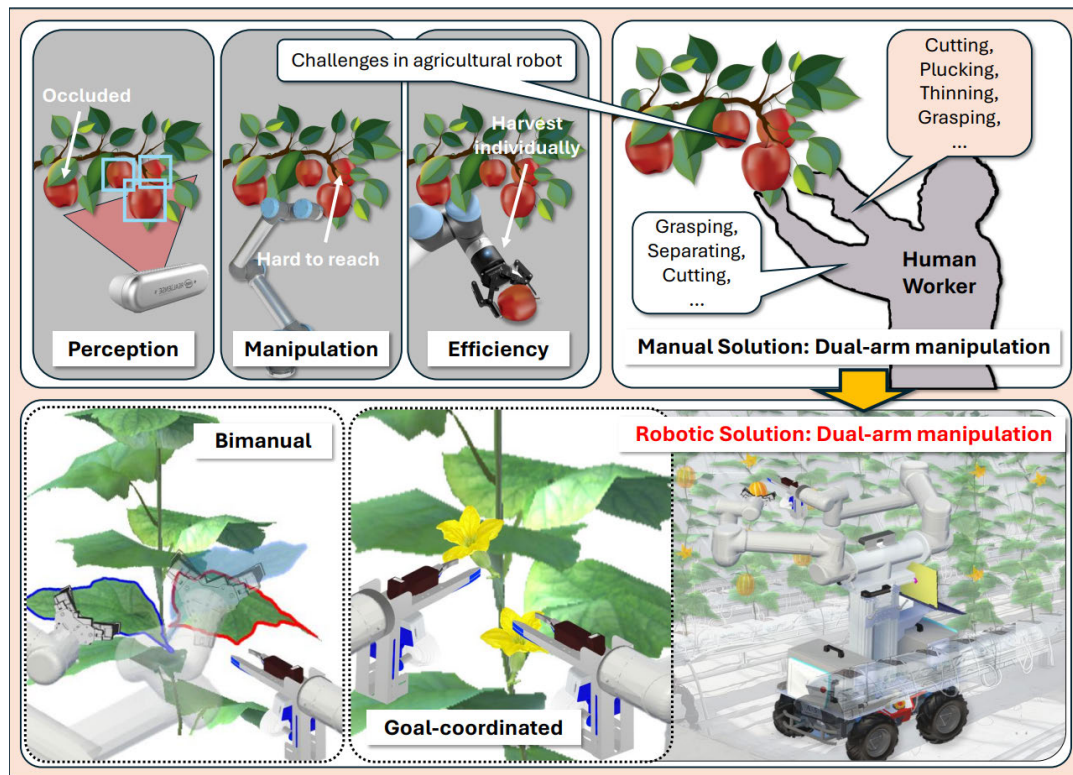 Challenges in agricultural robot
Occluded
Hard to reach
Harvest
individually
Perception
Manipulation
Efficiency
Cutting,
Plucking,
Thinning,
Grasping,
...
Grasping,
Separating,
Cutting,
...
Human
Worker
Manual Solution: Dual-arm manipulation
Bimanual
Goal-coordinated
Robotic Solution: Dual-arm manipulation